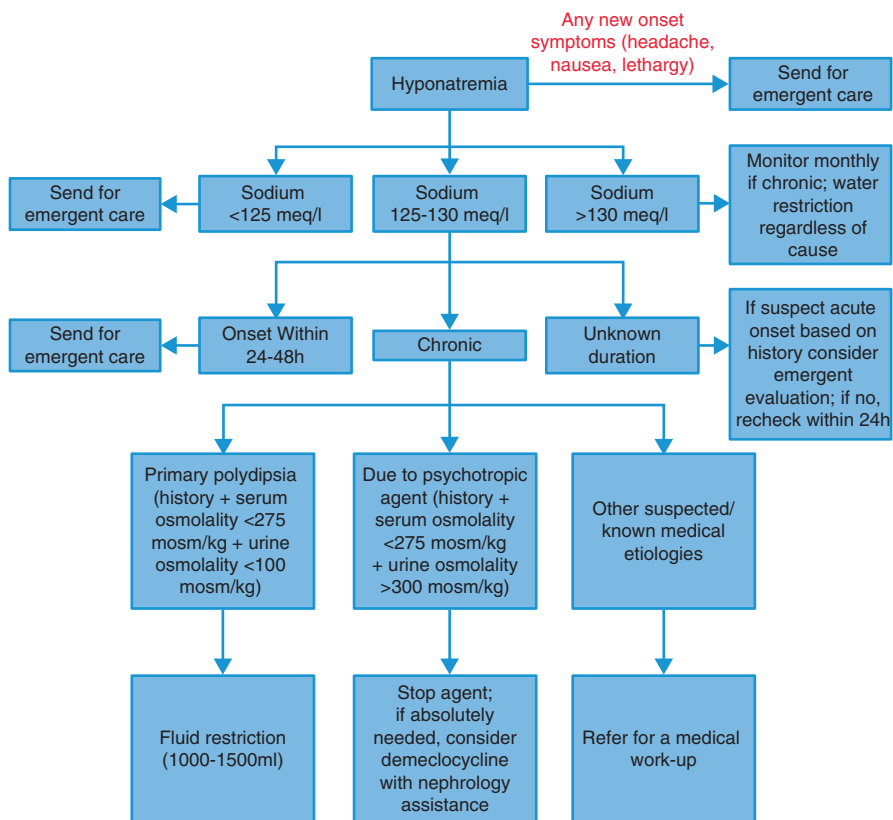 Any new onset
symptoms (headache,
nausea, lethargy)
Hyponatremia
Send for
emergent care
Send for
emergent care
Sodium
<125 meq/l
Sodium
125-130 meq/l
Sodium
>130 meq/l
Monitor monthly
if chronic; water
restriction
regardless of
cause
Send for
emergent care
Onset Within
24-48h
Chronic
Unknown
duration
If suspect acute
onset based on
history consider
emergent
evaluation; if no,
recheck within 24h
Primary polydipsia
(history + serum
osmolality <275
mosm/kg + urine
osmolality <100
mosm/kg)
Due to psychotropic
agent (history +
serum osmolality
<275 mosm/kg
+ urine osmolality
>300 mosm/kg)
Other suspected/
known medical
etiologies
Fluid restriction
(1000-1500ml)
Stop agent;
if absolutely
needed, consider
demeclocycline
with nephrology
assistance
Refer for a medical
work-up